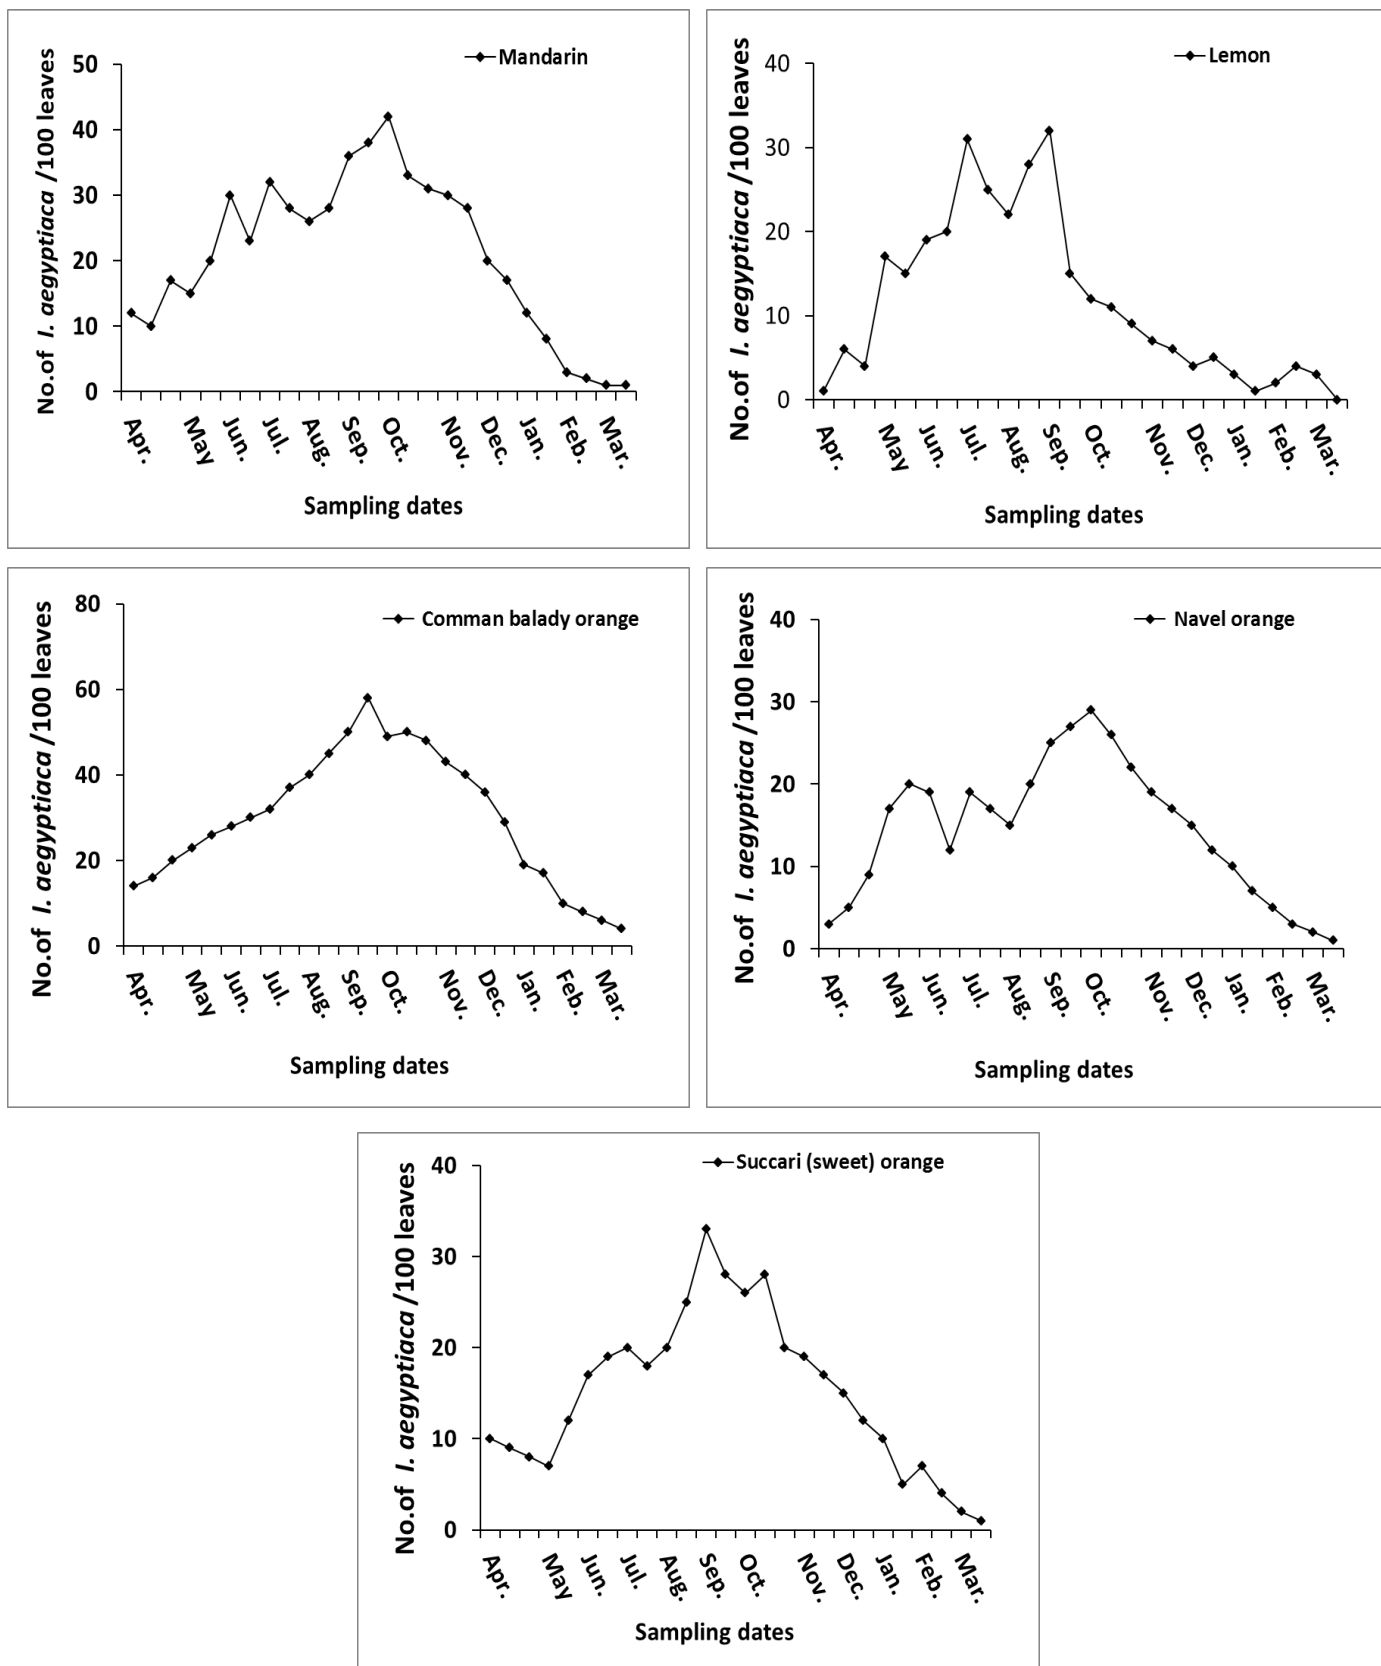 Mandarin
No.of I. aegyptiaca /100 leaves
50
40
30
20
10
0
Apr. May Jun. Jul. Aug. Sep. Oct. Nov. Dec. Jan. Feb. Mar.
Sampling dates
Lemon
No.of I. aegyptiaca /100 leaves
40
30
20
10
0
Apr. May Jun. Jul. Aug. Sep. Oct. Nov. Dec. Jan. Feb. Mar.
Sampling dates
Comman balady orange
No.of I. aegyptiaca /100 leaves
80
60
40
20
0
Apr. May Jun. Jul. Aug. Sep. Oct. Nov. Dec. Jan. Feb. Mar.
Sampling dates
Navel orange
No.of I. aegyptiaca /100 leaves
40
30
20
10
0
Apr. May Jun. Jul. Aug. Sep. Oct. Nov. Dec. Jan. Feb. Mar.
Sampling dates
Succari (sweet) orange
No.of I. aegyptiaca /100 leaves
40
30
20
10
0
Apr. May Jun. Jul. Aug. Sep. Oct. Nov. Dec. Jan. Feb. Mar.
Sampling dates